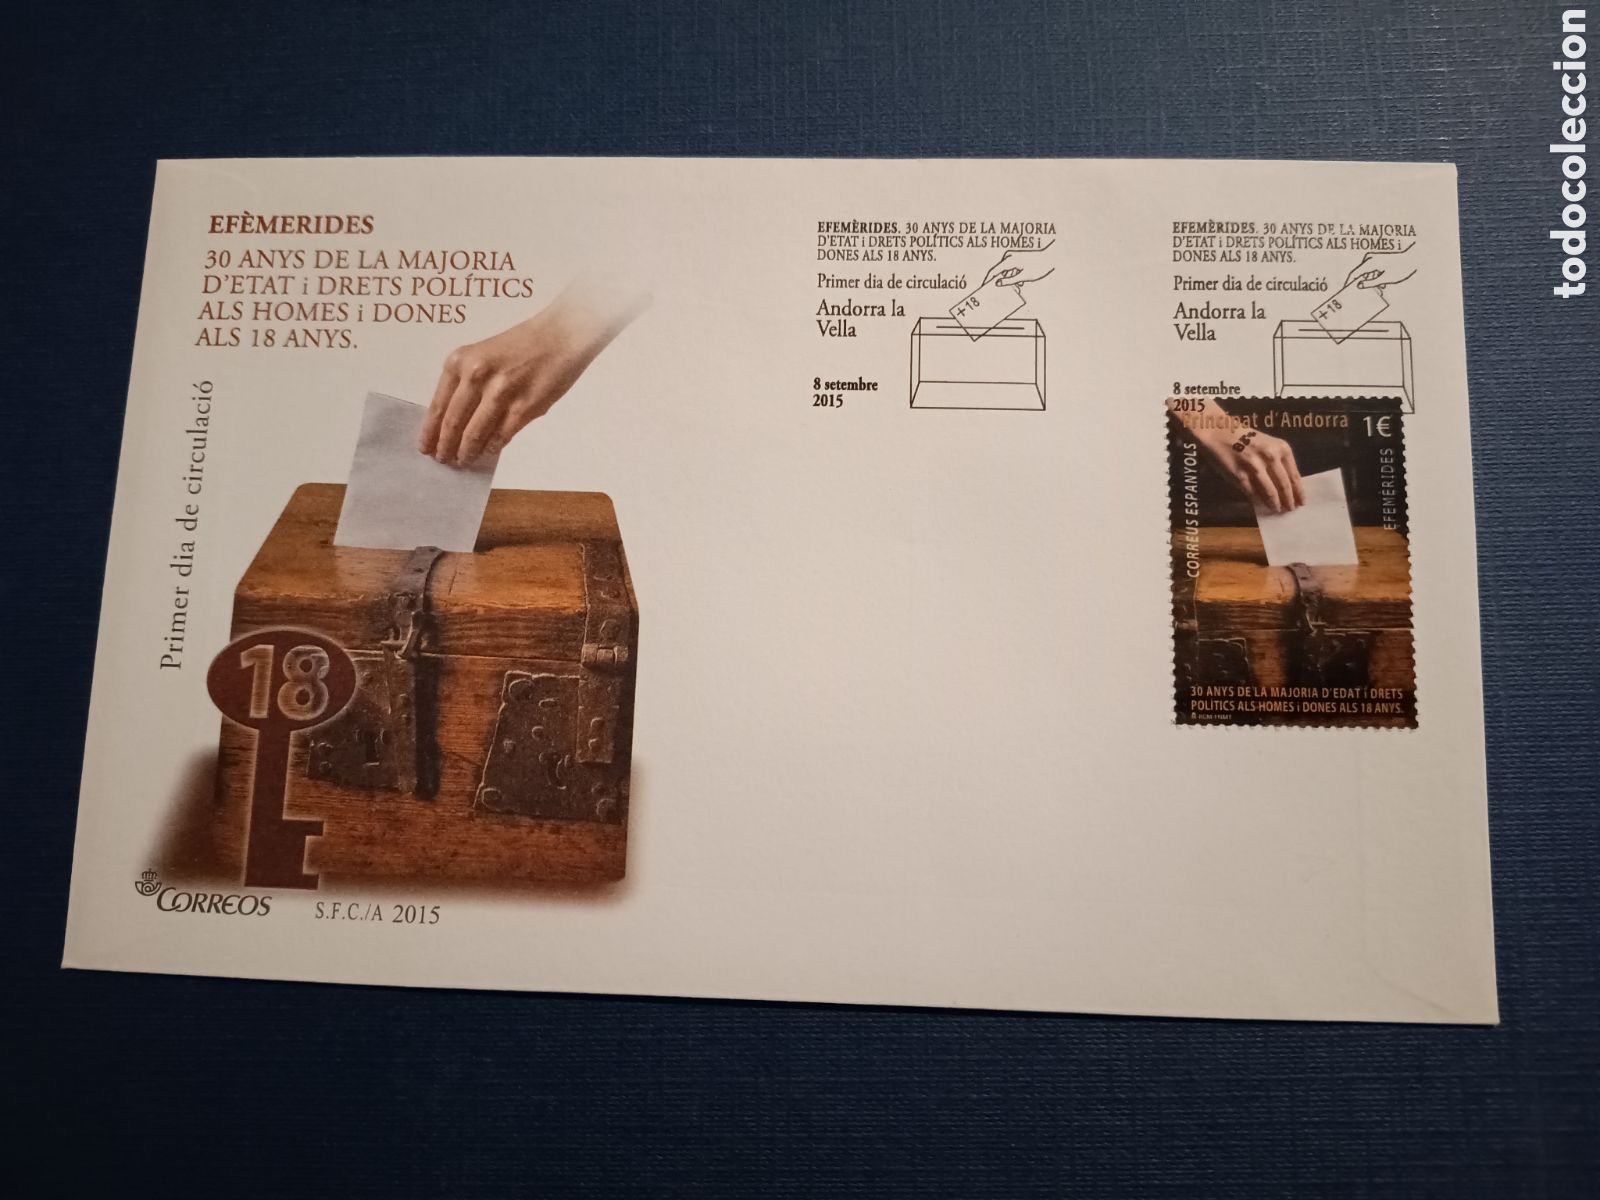 EFÈMERIDES
30 ANYS DE LA MAJORIA
D'ETAT i DRETS POLÍTICS
ALS HOMES i DONES
ALS 18 ANYS.
Primer dia de circulació
18
CORREOS
S.F.C./A 2015
EFEMÈRIDES. 30 ANYS DE LA MAJORIA
D'ETAT i DRETS POLÍTICS ALS HOMES i
DONES ALS 18 ANYS.
Primer dia de circulació
Andorra la
Vella
+18
8 setembre
2015
EFEMÈRIDES. 30 ANYS DE LA MAJORIA
D'ETAT i DRETS POLÍTICS ALS HOMES i
DONES ALS 18 ANYS.
Primer dia de circulació
Andorra la
Vella
+18
8 setembre
2015
Principat d'Andorra
1€
CORREUS ESPANYOLS
EFEMÈRIDES
30 ANYS DE LA MAJORIA D'EDAT i DRETS
POLÍTICS ALS HOMES i DONES ALS 18 ANYS.
todocoleccion